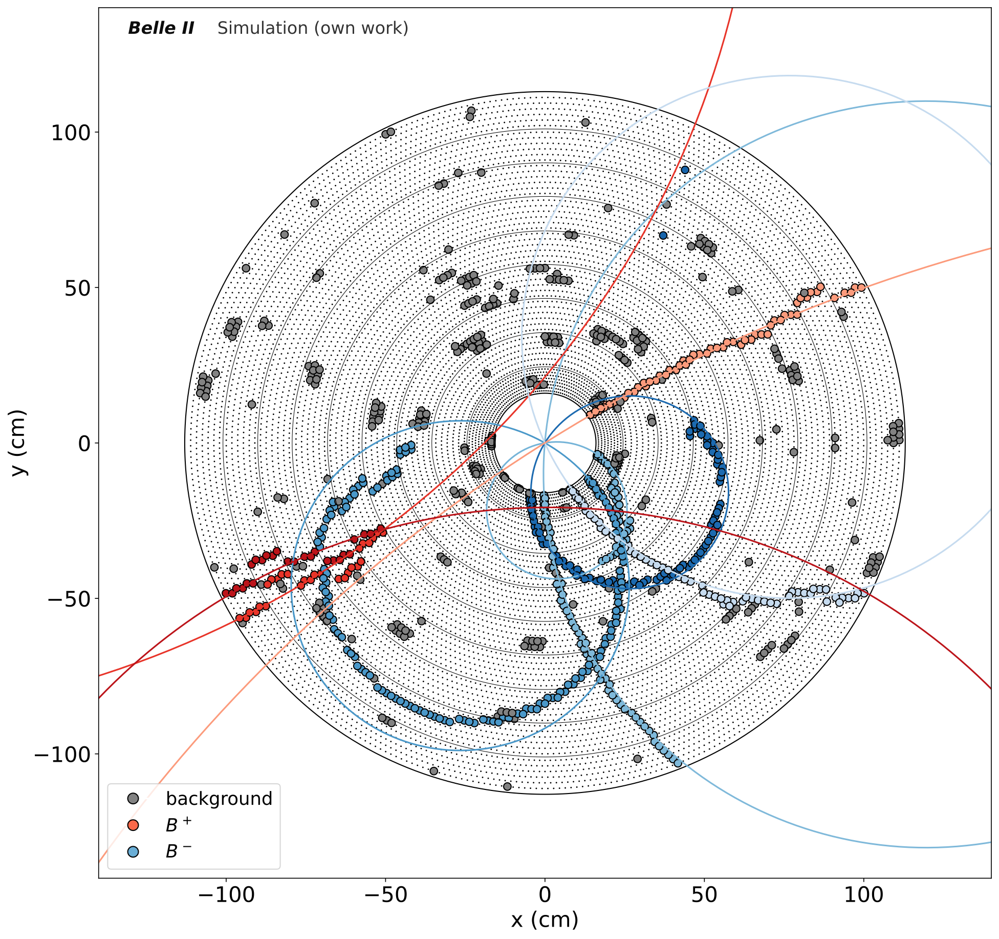 Belle II Simulation (own work)
y (cm)
100
50
0
−50
−100
background
B+
B−
−100 −50 0 50 100
x (cm)